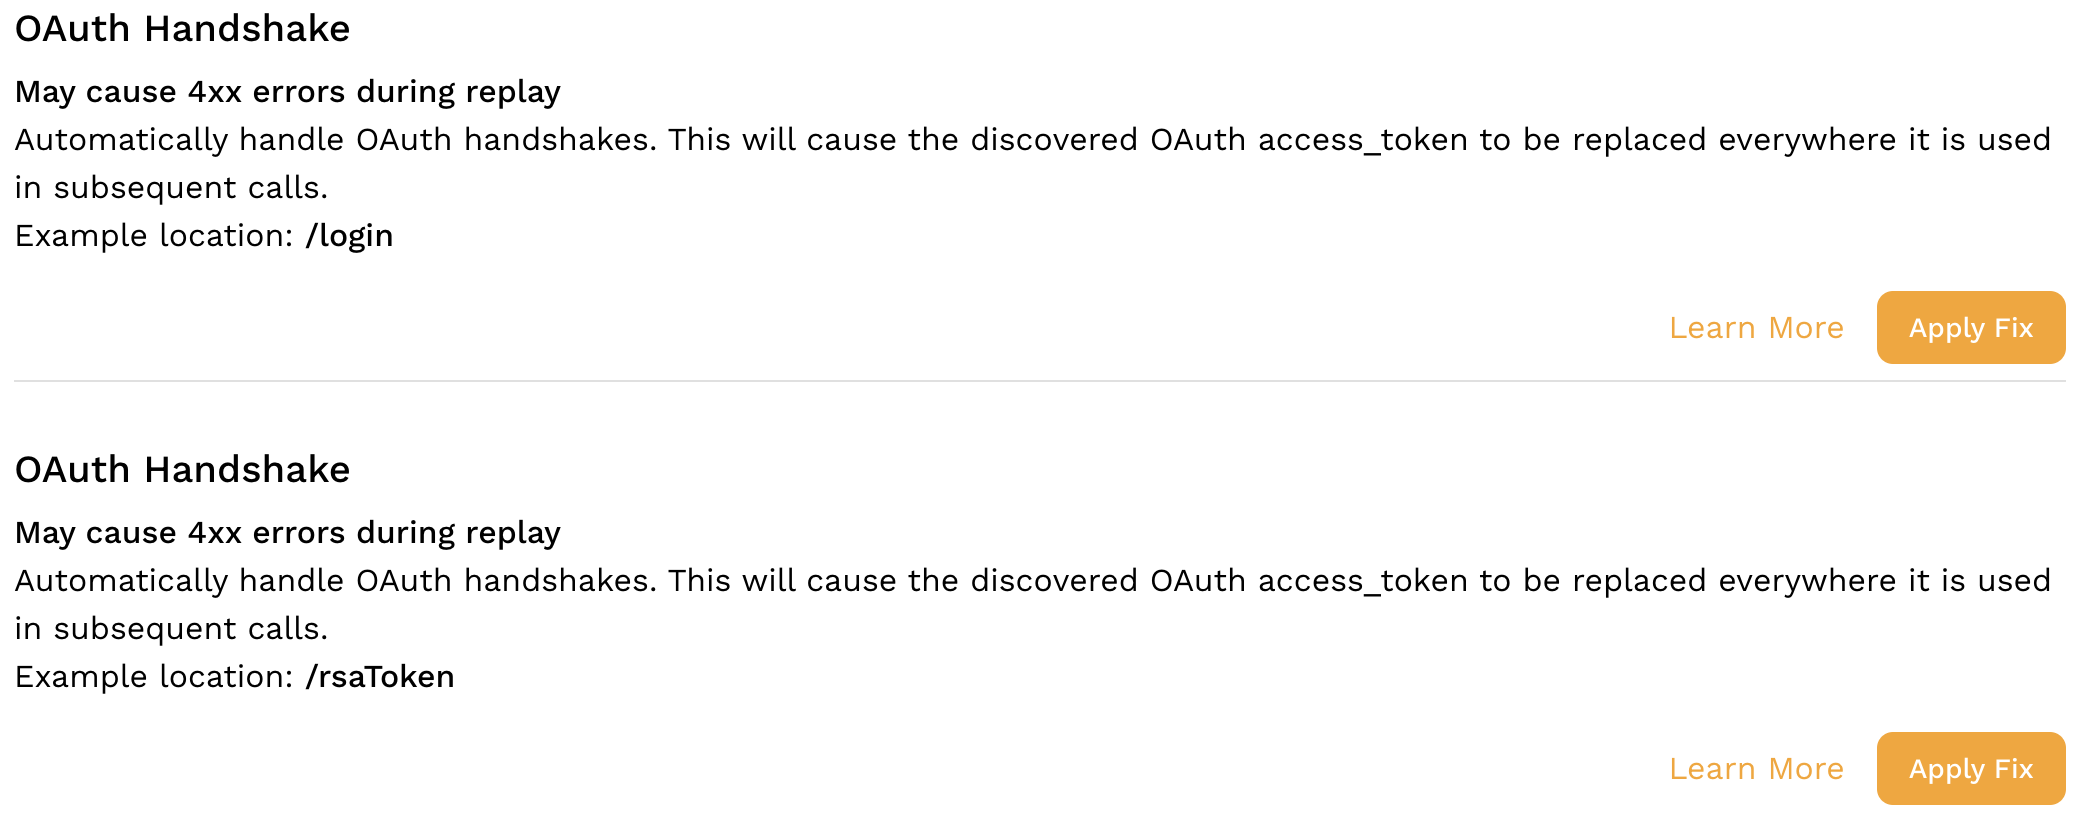 OAuth Handshake
May cause 4xx errors during replay
Automatically handle OAuth handshakes. This will cause the discovered OAuth access_token to be replaced everywhere it is used
in subsequent calls.
Example location: /login
Learn More
Apply Fix
OAuth Handshake
May cause 4xx errors during replay
Automatically handle OAuth handshakes. This will cause the discovered OAuth access_token to be replaced everywhere it is used
in subsequent calls.
Example location: /rsaToken
Learn More
Apply Fix